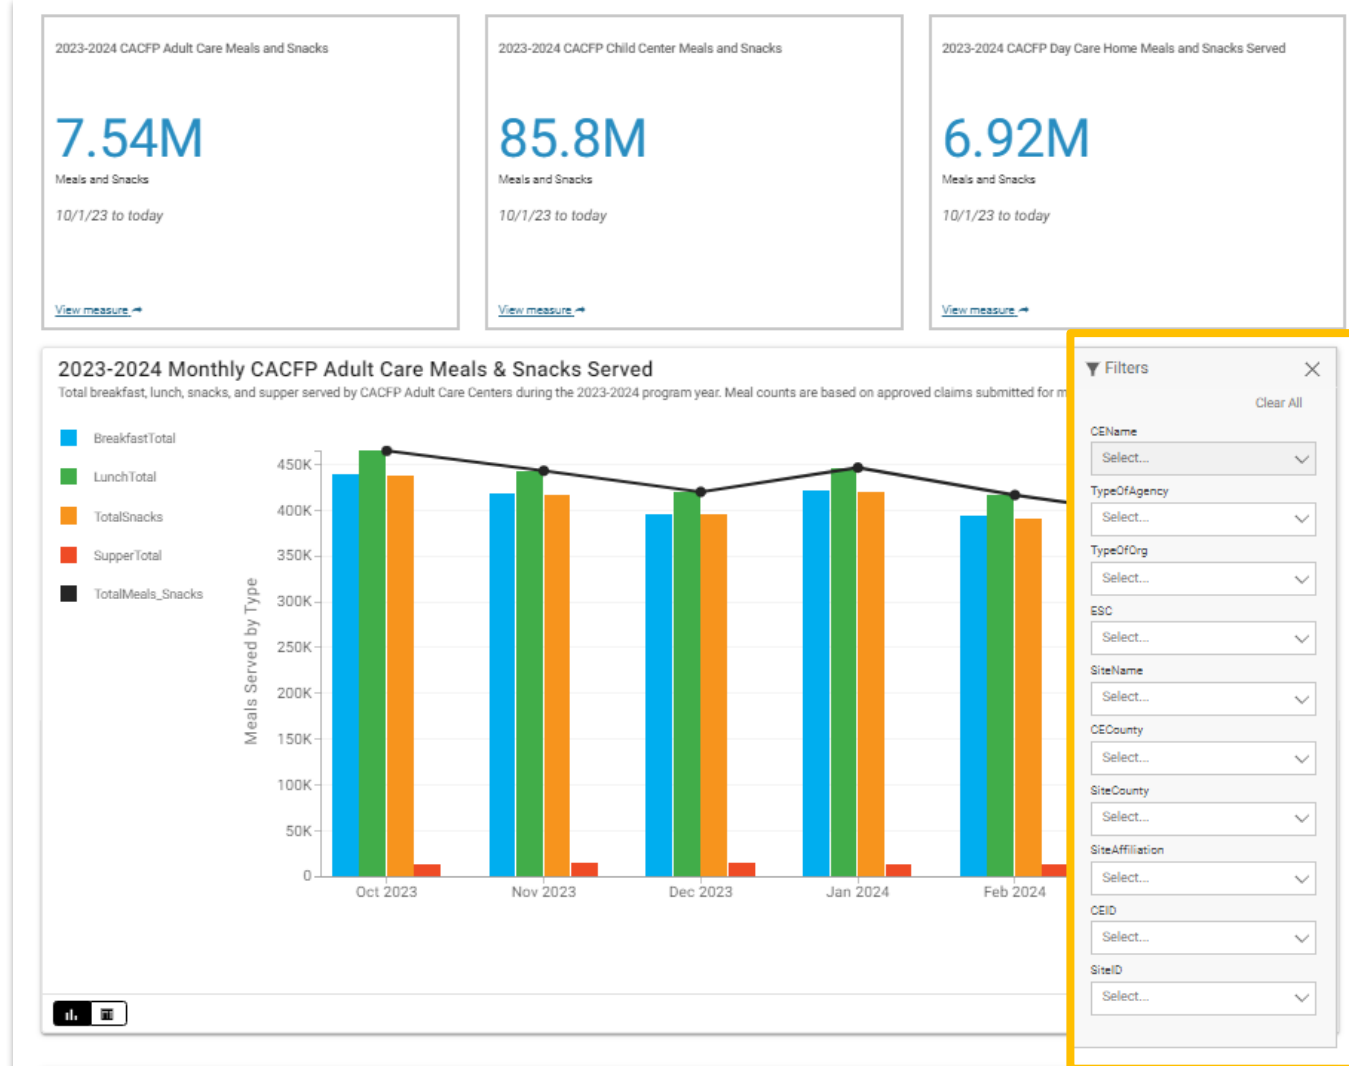 2023-2024 CACFP Adult Care Meals and Snacks
7.54M
Meals and Snacks
10/1/23 to today
View measure
2023-2024 CACFP Child Center Meals and Snacks
85.8M
Meals and Snacks
10/1/23 to today
View measure
2023-2024 CACFP Day Care Home Meals and Snacks Served
6.92M
Meals and Snacks
10/1/23 to today
View measure
2023-2024 Monthly CACFP Adult Care Meals & Snacks Served
Total breakfast, lunch, snacks, and supper served by CACFP Adult Care Centers during the 2023-2024 program year. Meal counts are based on approved claims submitted for m
BreakfastTotal
LunchTotal
TotalSnacks
SupperTotal
TotalMeals_Snacks
Meals Served by Type
450K
400K
350K
300K
250K
200K
150K
100K
50K
0
Oct 2023
Nov 2023
Dec 2023
Jan 2024
Feb 2024
Filters
Clear All
CEName
Select...
TypeOfAgency
Select...
TypeOfOrg
Select...
ESC
Select...
SiteName
Select...
CECounty
Select...
SiteCounty
Select...
SiteAffiliation
Select...
CEID
Select...
SiteID
Select...